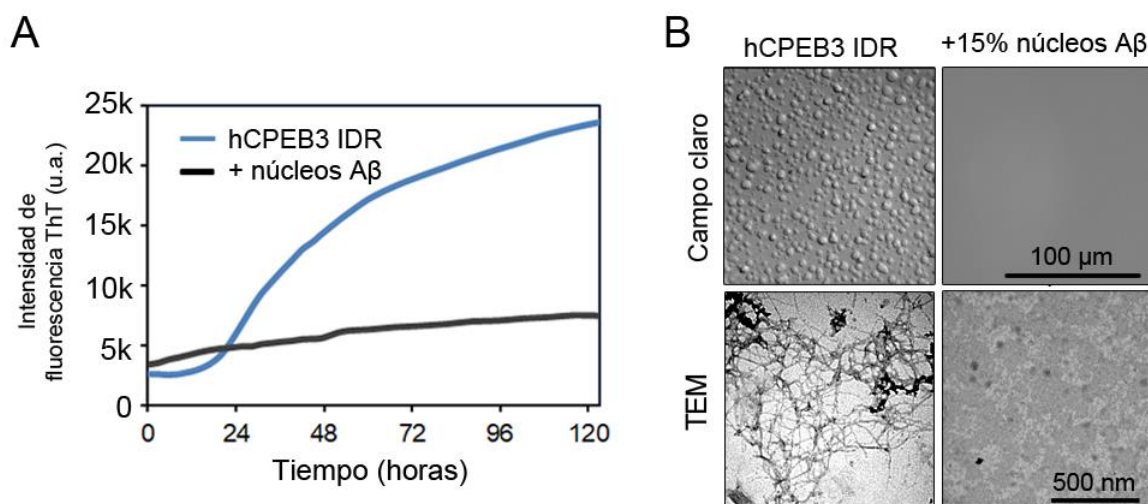 A
Intensidad de
fluorescencia ThT (u.a.)
25k
20k
15k
10k
5k
0
hCPEB3 IDR
+ núcleos Aβ
0 24 48 72 96 120
Tiempo (horas)
B
hCPEB3 IDR +15% núcleos Aβ
Campo claro
100 µm
TEM
500 nm